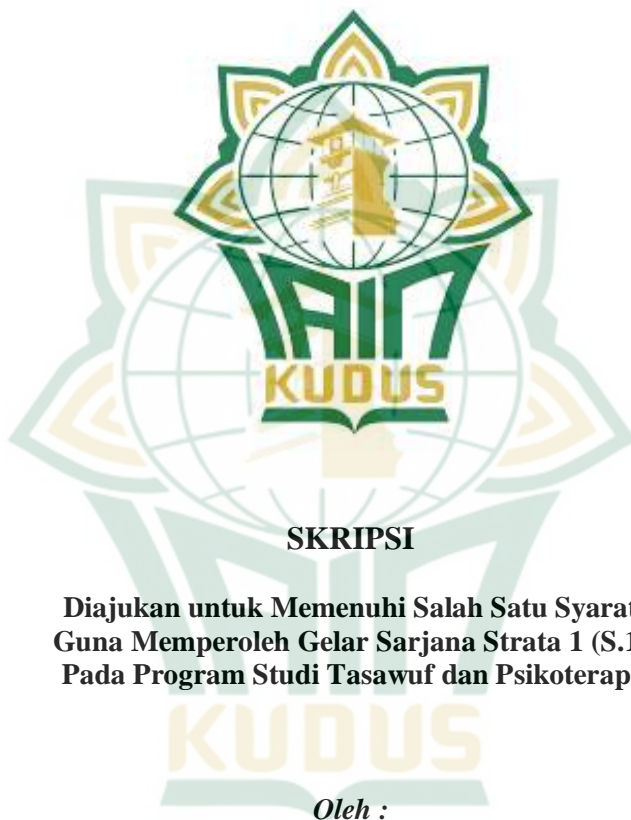 IAIN
KUDUS
SKRIPSI
Diajukan untuk Memenuhi Salah Satu Syarat
Guna Memperoleh Gelar Sarjana Strata 1 (S.1
Pada Program Studi Tasawuf dan Psikoterap
KUDUS
Oleh :